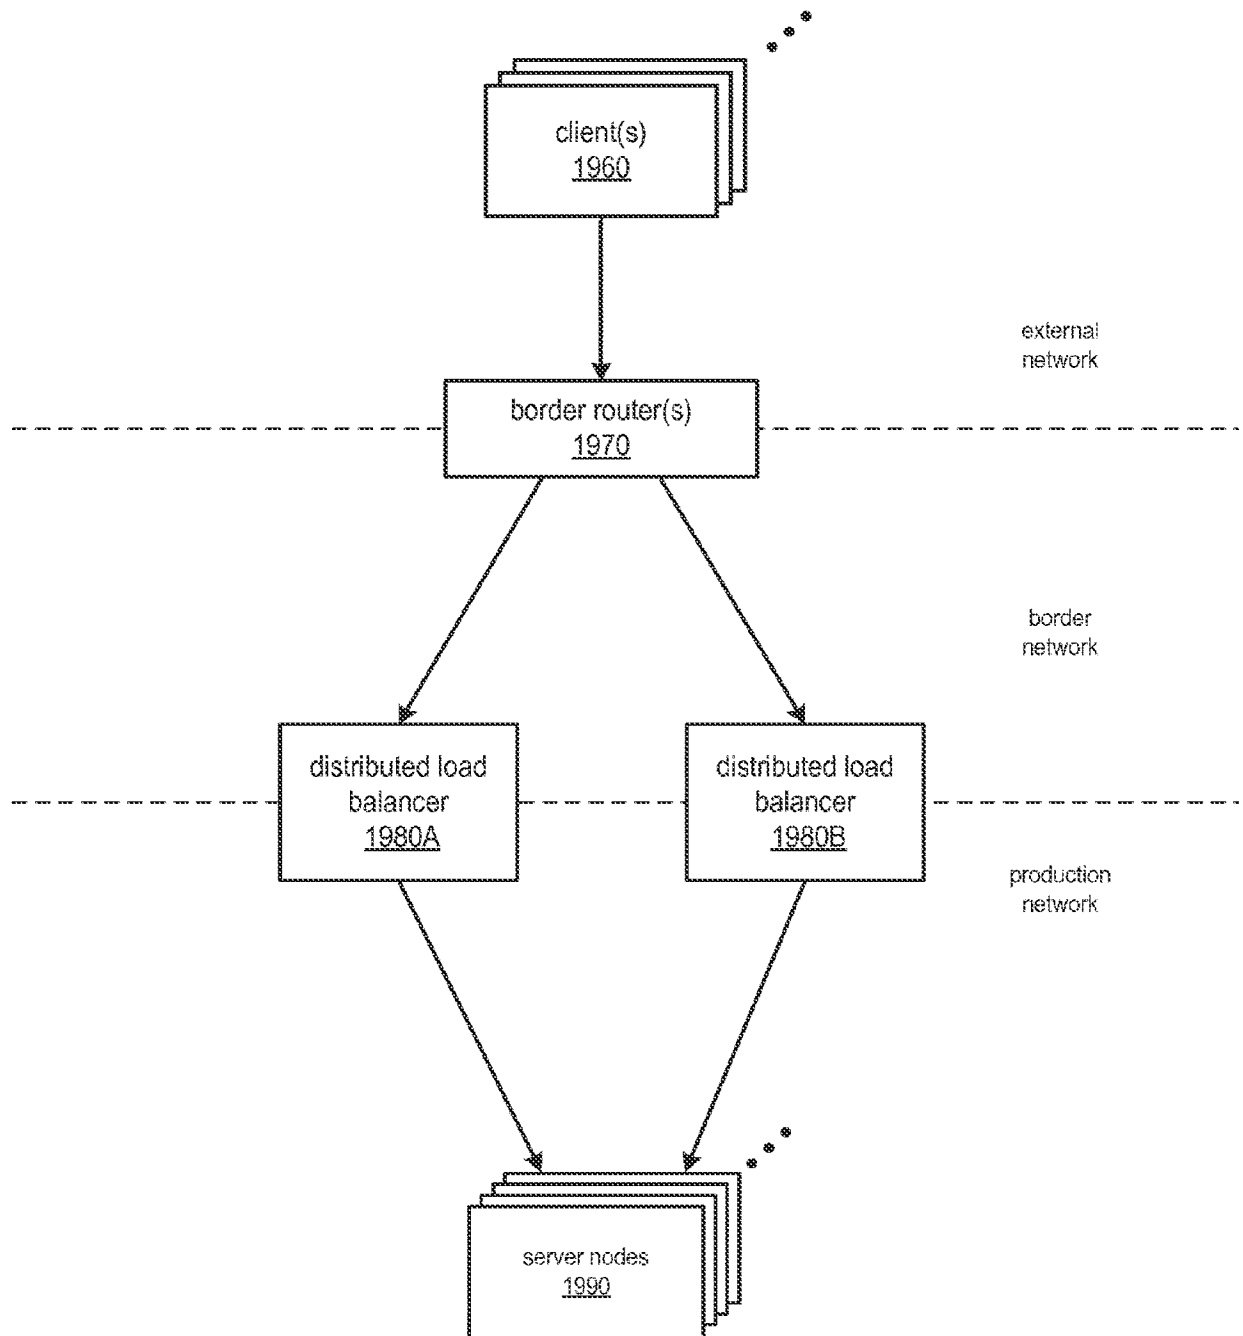 client(s)
1960
external
network
border router(s)
1970
border
network
distributed load
balancer
1980A
distributed load
balancer
1980B
production
network
server nodes
1990